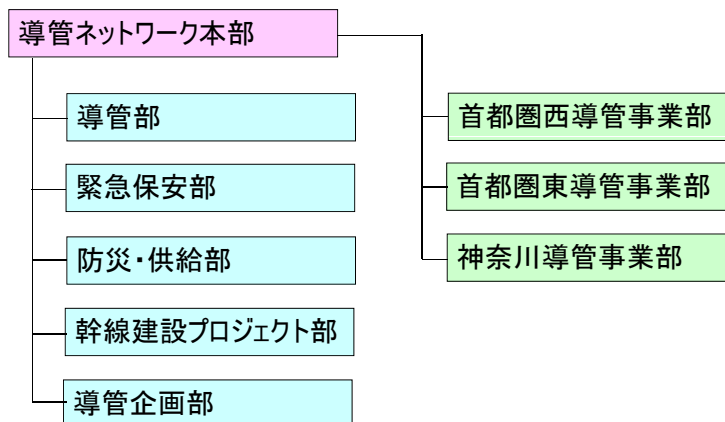 導管ネットワーク本部
導管部
緊急保安部
防災・供給部
幹線建設プロジェクト部
導管企画部
首都圏西導管事業部
首都圏東導管事業部
神奈川導管事業部